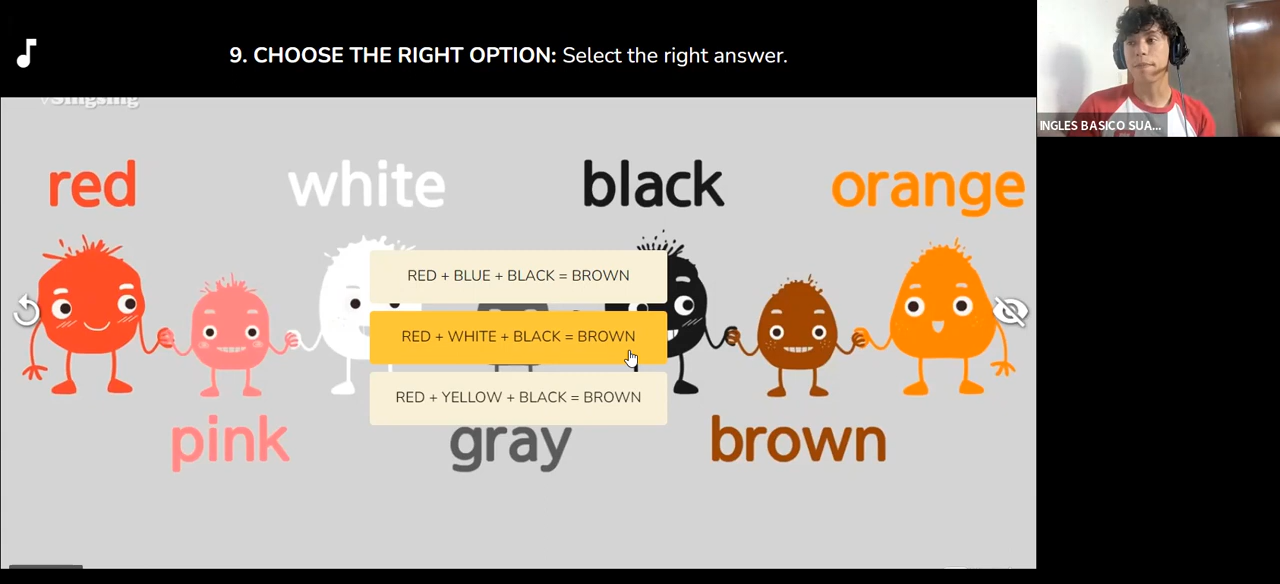 9. CHOOSE THE RIGHT OPTION: Select the right answer.
INGLES BASICO SUA...
red white black orange
RED + BLUE + BLACK = BROWN
RED + WHITE + BLACK = BROWN
RED + YELLOW + BLACK = BROWN
pink gray brown